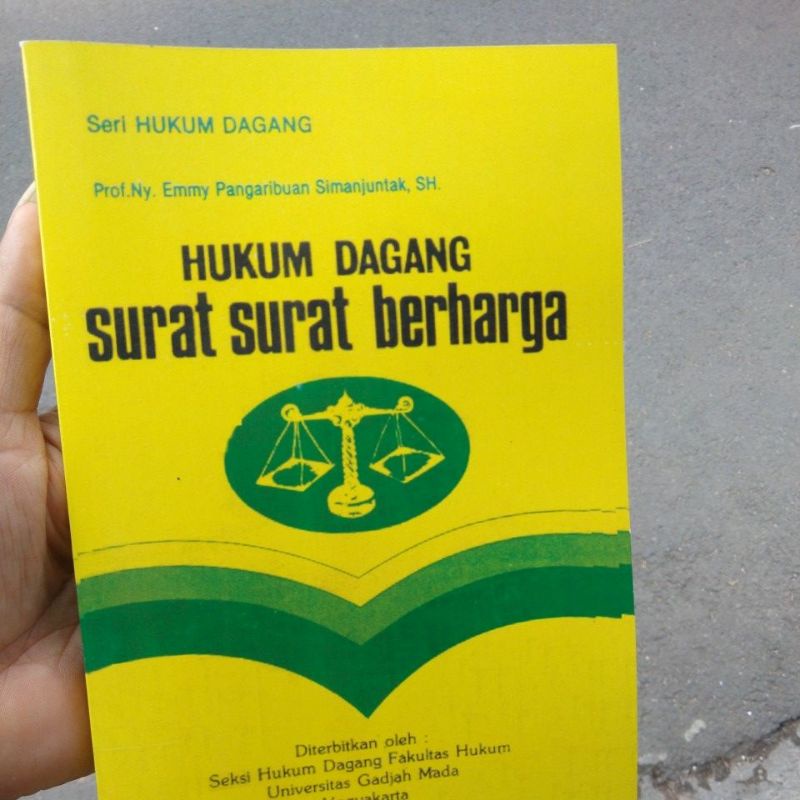 Seri HUKUM DAGANG
Prof.Ny. Emmy Pangaribuan Simanjuntak, SH.
HUKUM DAGANG
surat surat berharga
Diterbitkan oleh :
Seksi Hukum Dagang Fakultas Hukum
Universitas Gadjah Mada
Yogyakarta